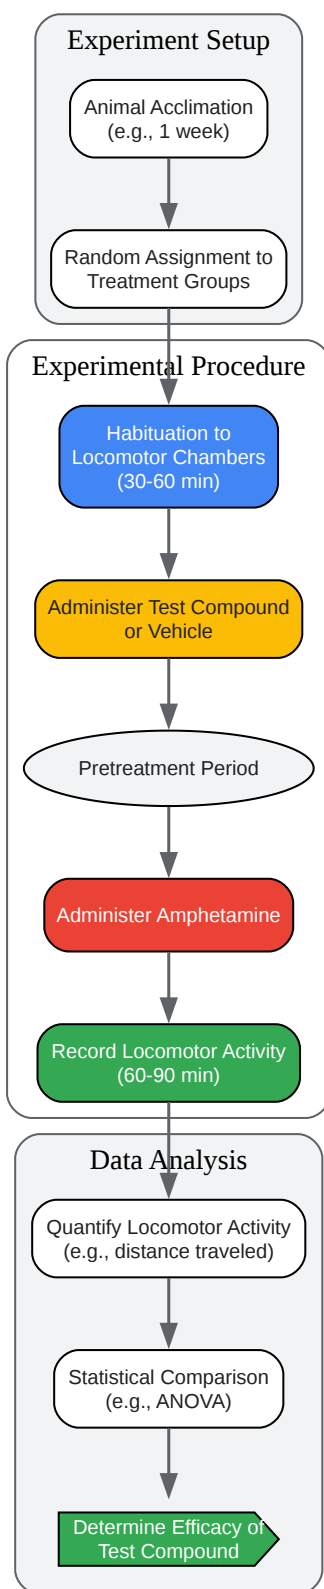 Experiment Setup
Animal Acclimation
(e.g., 1 week)
Random Assignment to
Treatment Groups
Experimental Procedure
Habituation to
Locomotor Chambers
(30-60 min)
Administer Test Compound
or Vehicle
Pretreatment Period
Administer Amphetamine
Record Locomotor Activity
(60-90 min)
Data Analysis
Quantify Locomotor Activity
(e.g., distance traveled)
Statistical Comparison
(e.g., ANOVA)
Determine Efficacy of
Test Compound